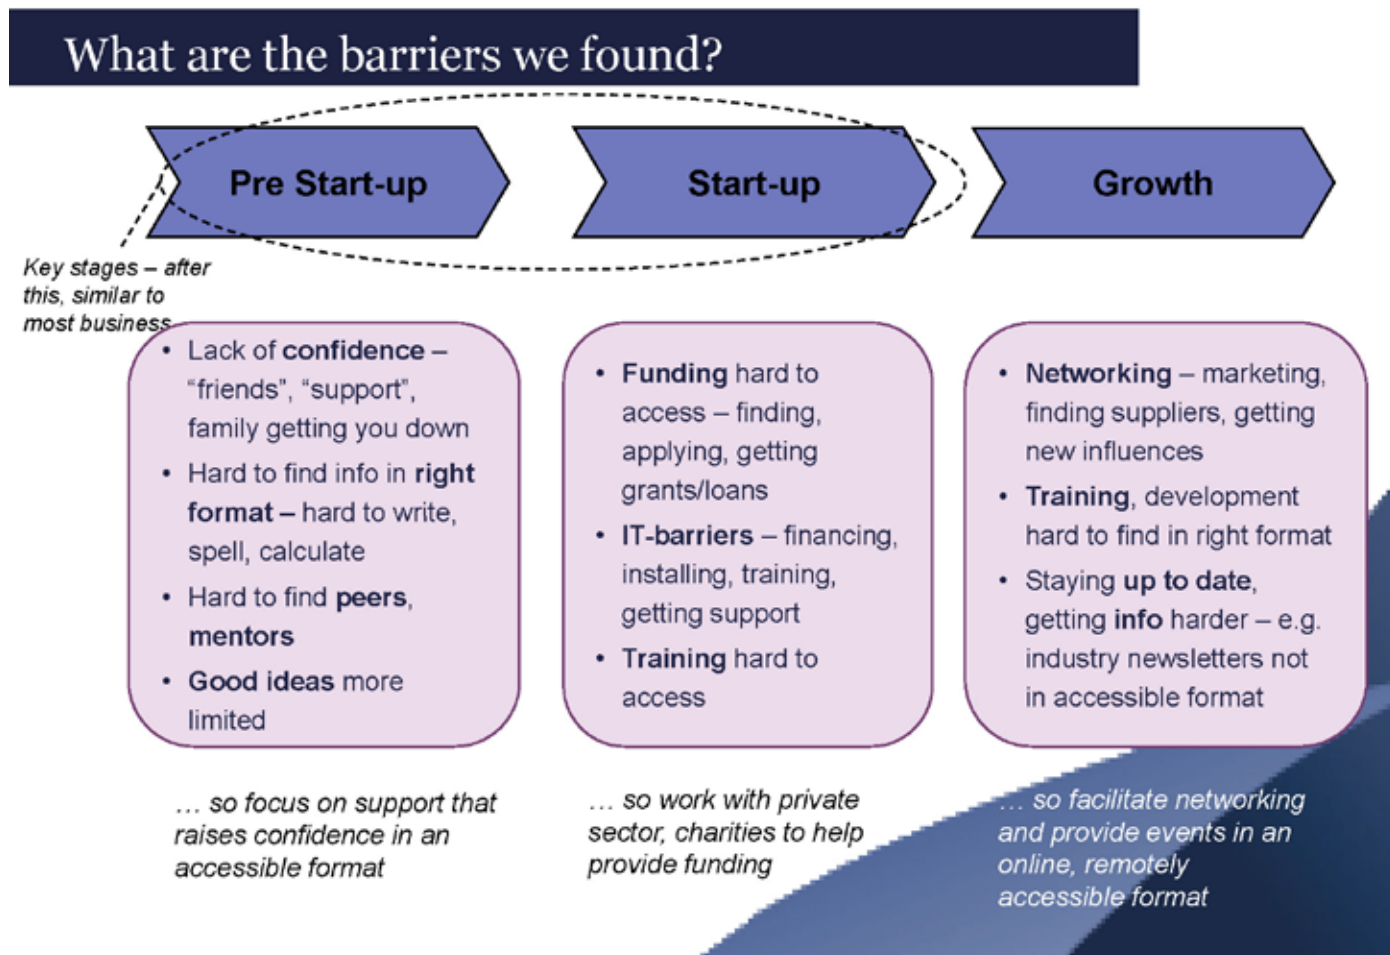 What are the barriers we found?
Pre Start-up
Start-up
Growth
Key stages – after
this, similar to
most business
• Lack of confidence –
“friends”, “support”,
family getting you down
• Hard to find info in right
format – hard to write,
spell, calculate
• Hard to find peers,
mentors
• Good ideas more
limited
• Funding hard to
access – finding,
applying, getting
grants/loans
• IT-barriers – financing,
installing, training,
getting support
• Training hard to
access
• Networking – marketing,
finding suppliers, getting
new influences
• Training, development
hard to find in right format
• Staying up to date,
getting info harder – e.g.
industry newsletters not
in accessible format
… so focus on support that
raises confidence in an
accessible format
… so work with private
sector, charities to help
provide funding
… so facilitate networking
and provide events in an
online, remotely
accessible format